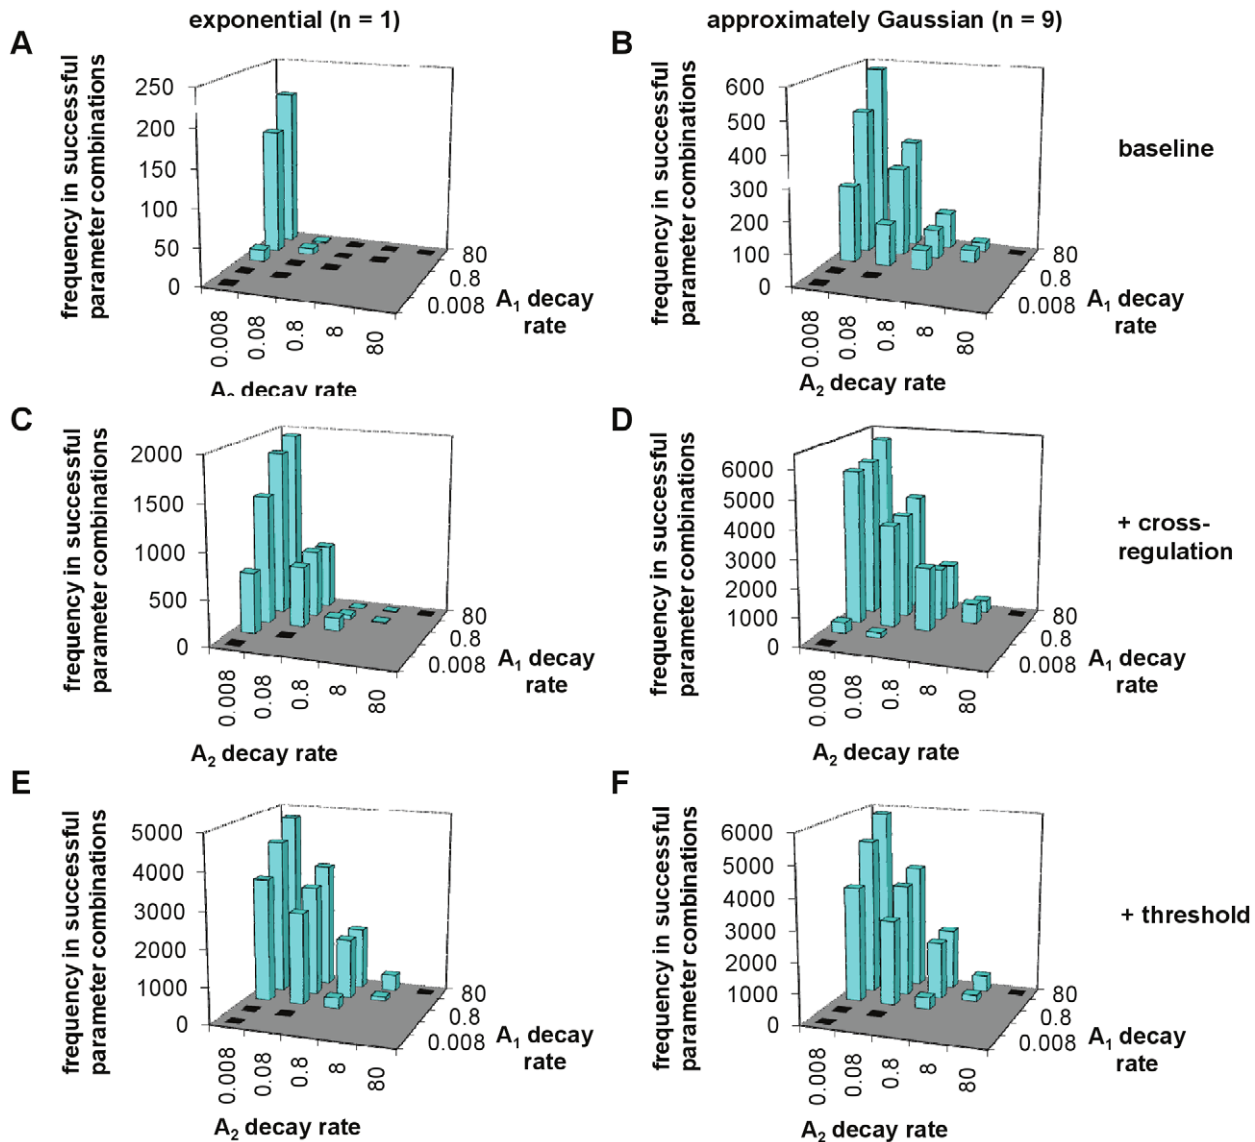 exponential (n = 1)
approximately Gaussian (n = 9)
A
frequency in successful
parameter combinations
250
200
150
100
50
0
0.008
0.08
0.8
8
80
A2 decay rate
80
0.8
0.008
A1 decay
rate
B
frequency in successful
parameter combinations
600
500
400
300
200
100
0
0.008
0.08
0.8
8
80
A2 decay rate
80
0.8
0.008
A1 decay
rate
baseline
C
frequency in successful
parameter combinations
2000
1500
1000
500
0
0.008
0.08
0.8
8
80
A2 decay rate
80
0.8
0.008
A1 decay
rate
D
frequency in successful
parameter combinations
6000
5000
4000
3000
2000
1000
0
0.008
0.08
0.8
8
80
A2 decay rate
80
0.8
0.008
A1 decay
rate
+ cross-
regulation
E
frequency in successful
parameter combinations
5000
4000
3000
2000
1000
0
0.008
0.08
0.8
8
80
A2 decay rate
80
0.8
0.008
A1 decay
rate
F
frequency in successful
parameter combinations
6000
5000
4000
3000
2000
1000
0
0.008
0.08
0.8
8
80
A2 decay rate
80
0.8
0.008
A1 decay
rate
+ threshold